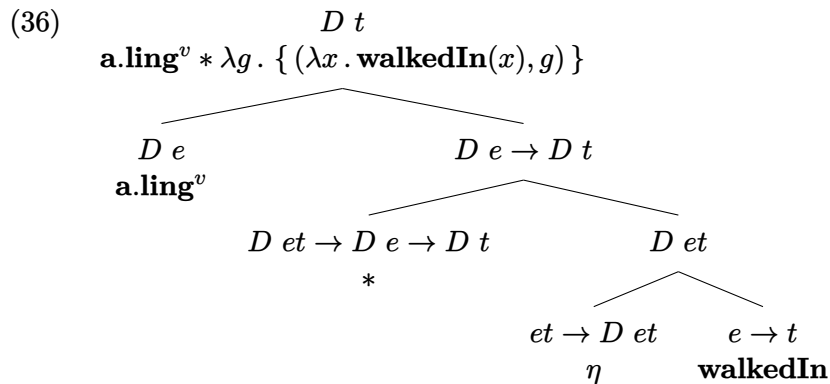 (36) D t
a.ling^v * λg . { (λx . walkedIn(x), g) }
D e D e → D t
a.ling^v
D et → D e → D t D et
*
et → D et e → t
η walkedIn